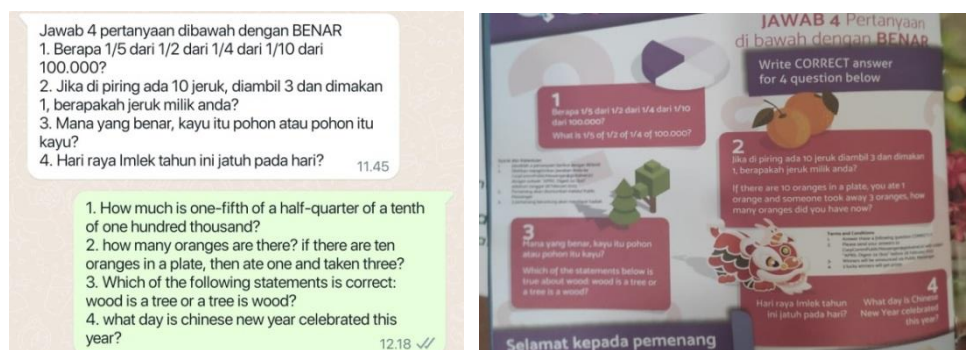 Jawab 4 pertanyaan dibawah dengan BENAR
1. Berapa 1/5 dari 1/2 dari 1/4 dari 1/10 dari
100.000?
2. Jika di piring ada 10 jeruk, diambil 3 dan dimakan
1, berapakah jeruk milik anda?
3. Mana yang benar, kayu itu pohon atau pohon itu
kayu?
4. Hari raya Imlek tahun ini jatuh pada hari?
11.45
1. How much is one-fifth of a half-quarter of a tenth
of one hundred thousand?
2. how many oranges are there? if there are ten
oranges in a plate, then ate one and taken three?
3. Which of the following statements is correct:
wood is a tree or a tree is wood?
4. what day is chinese new year celebrated this
year?
12.18
JAWAB 4 Pertanyaan
di bawah dengan BENAR
Write CORRECT answer
for 4 question below
1
Berapa 1/5 dari 1/2 dari 1/4 dari 1/10
dari 100.000?
What is 1/5 of 1/2 of 1/4 of 100.000?
2
Jika di piring ada 10 jeruk diambil 3 dan dimakan
1, berapakah jeruk milik anda?
If there are 10 oranges in a plate, you ate 1
orange and someone took away 3 oranges, how
many oranges did you have now?
3
Mana yang benar, kayu itu pohon
atau pohon itu kayu?
Which of the statements below is
true about wood wood is a tree or
a tree is a wood?
Terms and Conditions
4
Hari raya Imlek tahun
ini jatuh pada hari?
What day is Chinese
New Year celebrated
this year?
Selamat kepada pemenang